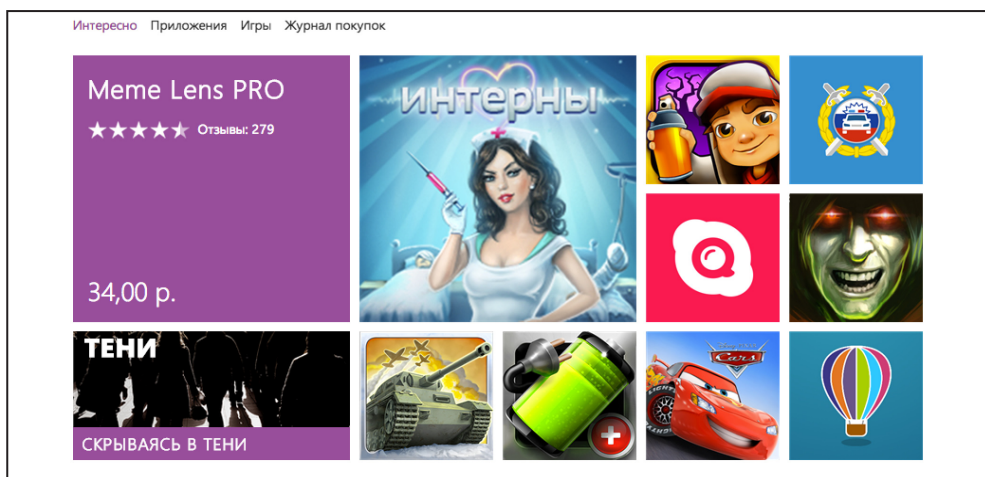 Интересно Приложения Игры Журнал покупок
Meme Lens PRO
Отзывы: 279
34,00 р.
интерны
ТЕНИ
СКРЫВАЯСЬ В ТЕНИ
Cars